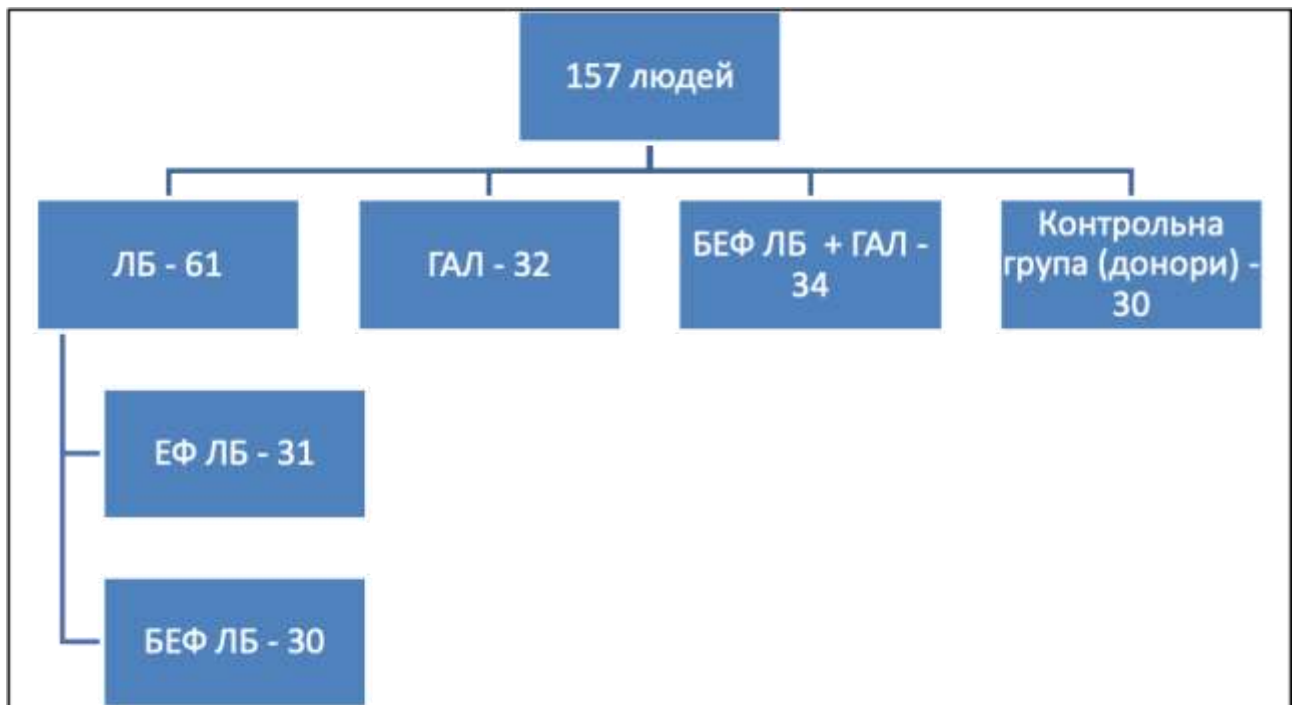 157 людей
ЛБ - 61
ГАЛ - 32
БЕФ ЛБ + ГАЛ -
34
Контрольна
група (донори) -
30
ЕФ ЛБ - 31
БЕФ ЛБ - 30